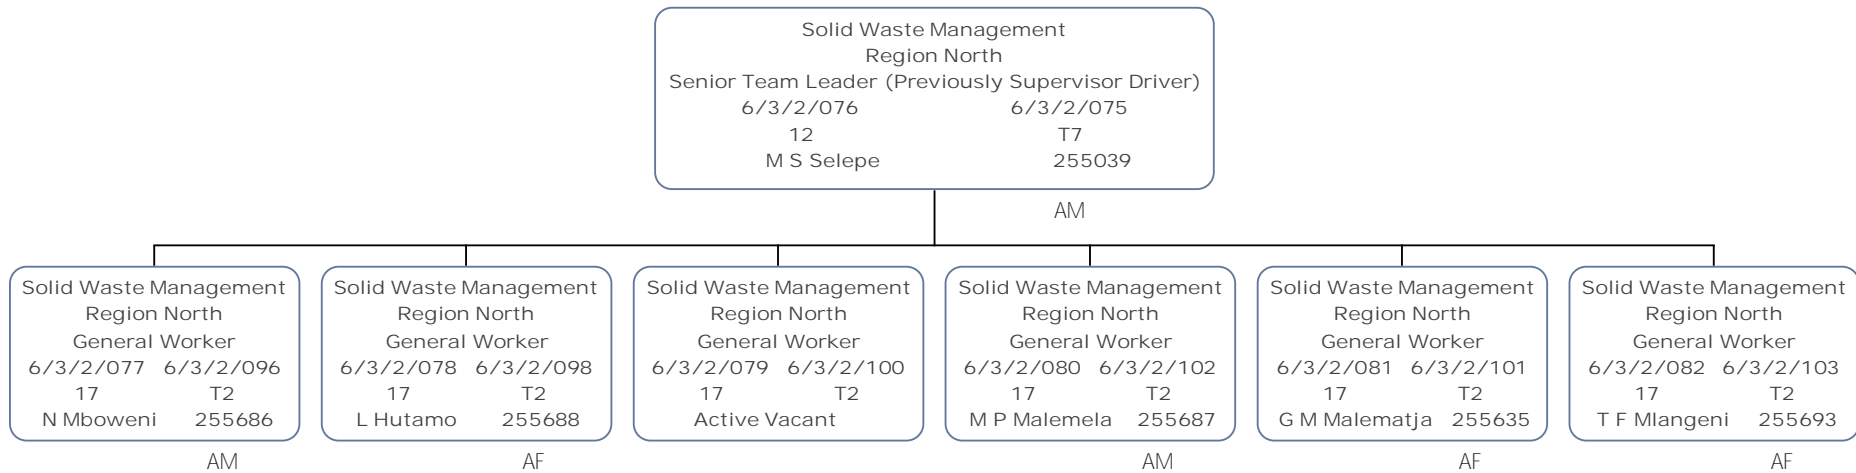 Solid Waste Management
Region North
Senior Team Leader (Previously Supervisor Driver)
6/3/2/076 6/3/2/075
12 T7
M S Selepe 255039
AM
Solid Waste Management
Region North
General Worker
6/3/2/077 6/3/2/096
17 T2
N Mboweni 255686
AM
Solid Waste Management
Region North
General Worker
6/3/2/078 6/3/2/098
17 T2
L Hutamo 255688
AF
Solid Waste Management
Region North
General Worker
6/3/2/079 6/3/2/100
17 T2
Active Vacant
Solid Waste Management
Region North
General Worker
6/3/2/080 6/3/2/102
17 T2
M P Malemela 255687
AM
Solid Waste Management
Region North
General Worker
6/3/2/081 6/3/2/101
17 T2
G M Malematja 255635
AF
Solid Waste Management
Region North
General Worker
6/3/2/082 6/3/2/103
17 T2
T F Mlangeni 255693
AF